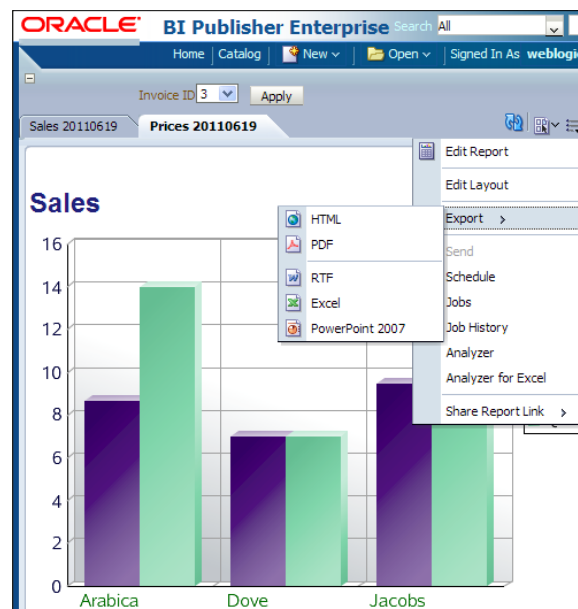 ORACLE BI Publisher Enterprise Search All
Home Catalog New Open Signed In As weblogi
Invoice ID 3 Apply
Sales 20110619 Prices 20110619
Edit Report
Edit Layout
Export
Send
Schedule
Jobs
Job History
Analyzer
Analyzer for Excel
Share Report Link
HTML
PDF
RTF
Excel
PowerPoint 2007
Sales
16
14
12
10
8
6
4
2
0
Arabica Dove Jacobs